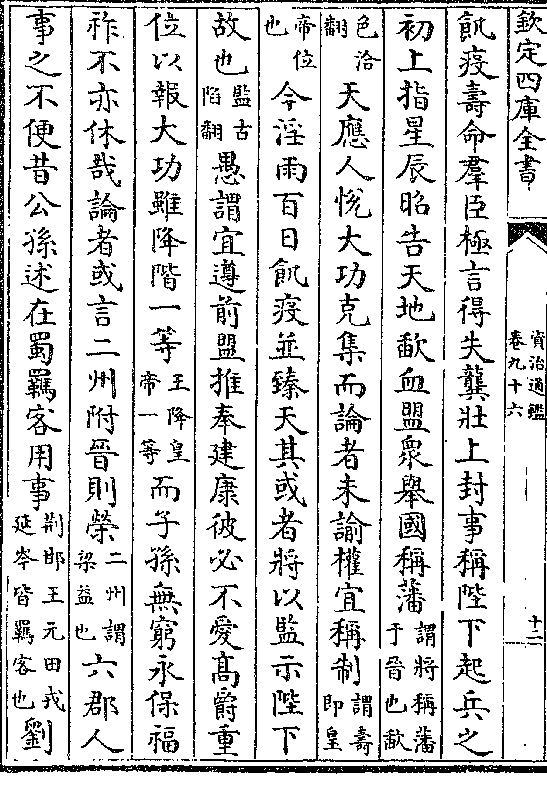 欽定四庫全書
資治通鑑
卷九十六
十二
飢疫壽命羣臣極言得失龔壯上封事稱陛下起兵之
初上指星辰昭告天地歃血盟衆舉國稱藩謂將稱藩于晉也歃
色洽翻天應人悅大功克集而論者未諭權宜稱制謂壽即皇
帝位也今淫雨百日飢疫並臻天其或者將以監示陛下
故也監古陷翻愚謂宜遵前盟推奉建康彼必不愛高爵重
位以報大功雖降階一等王降皇帝一等而子孫無窮永保福
祚不亦休哉論者或言二州附晉則榮二州謂梁益也六郡人
事之不便昔公孫述在蜀羈客用事荆邯王元田戎延岑皆羈客也劉